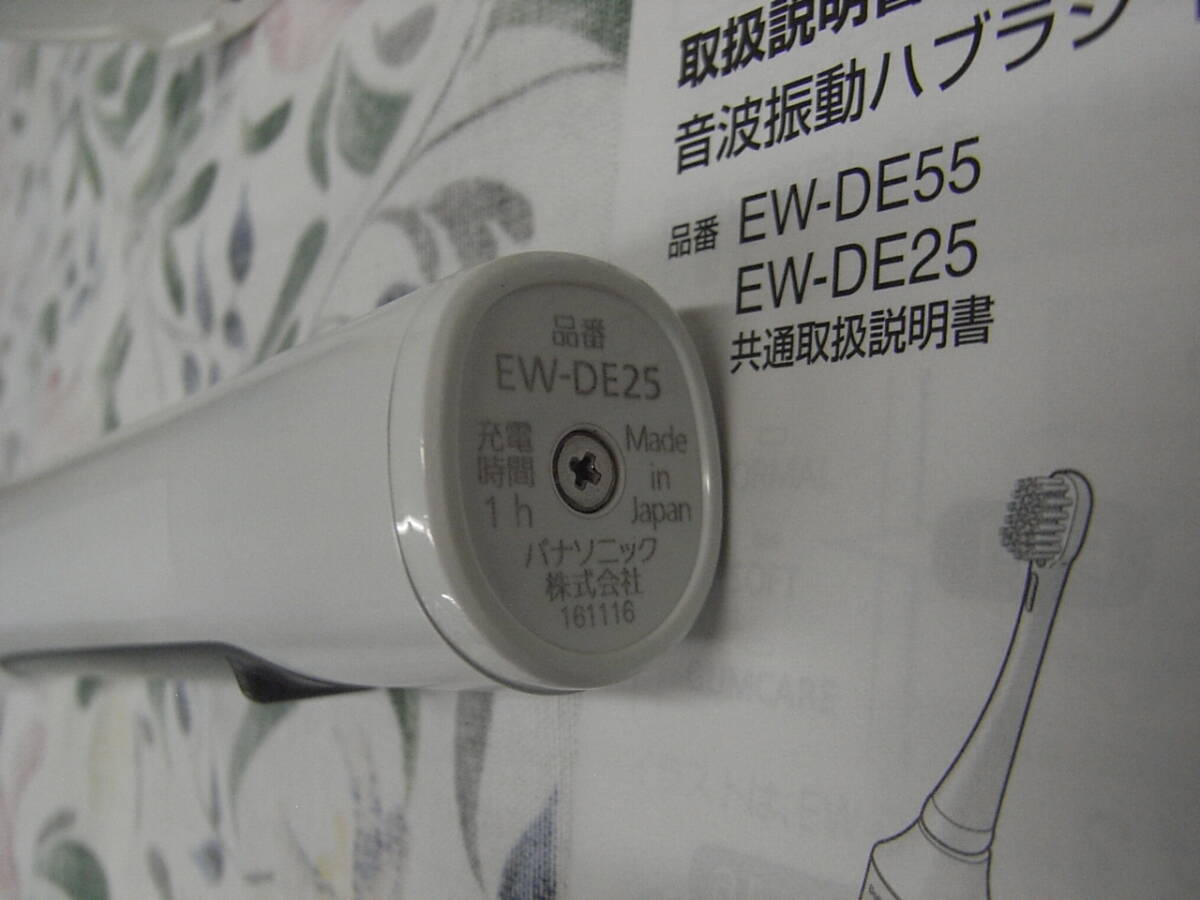 取扱説明書
音波振動ハブラシ
品番 EW-DE55
EW-DE25
共通取扱説明書
品番
EW-DE25
充電
時間
1 h
Made
in
Japan
パナソニック
株式会社
161116